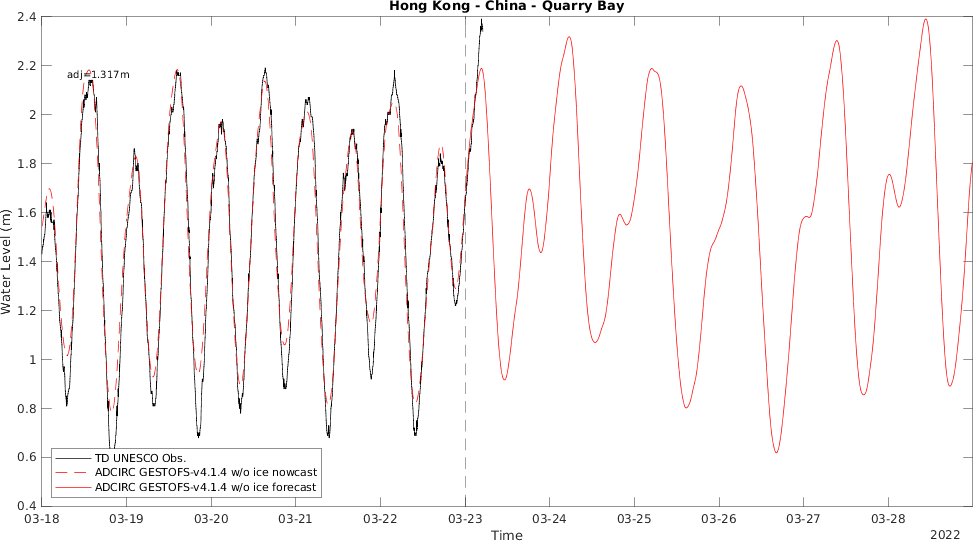 Hong Kong - China - Quarry Bay
adj=1.317m
2.4
2.2
2
1.8
1.6
1.4
1.2
1
0.8
0.6
0.4
Water Level (m)
TD UNESCO Obs.
ADCIRC GESTOFS-v4.1.4 w/o ice nowcast
ADCIRC GESTOFS-v4.1.4 w/o ice forecast
03-18 03-19 03-20 03-21 03-22 03-23 03-24 03-25 03-26 03-27 03-28
Time
2022